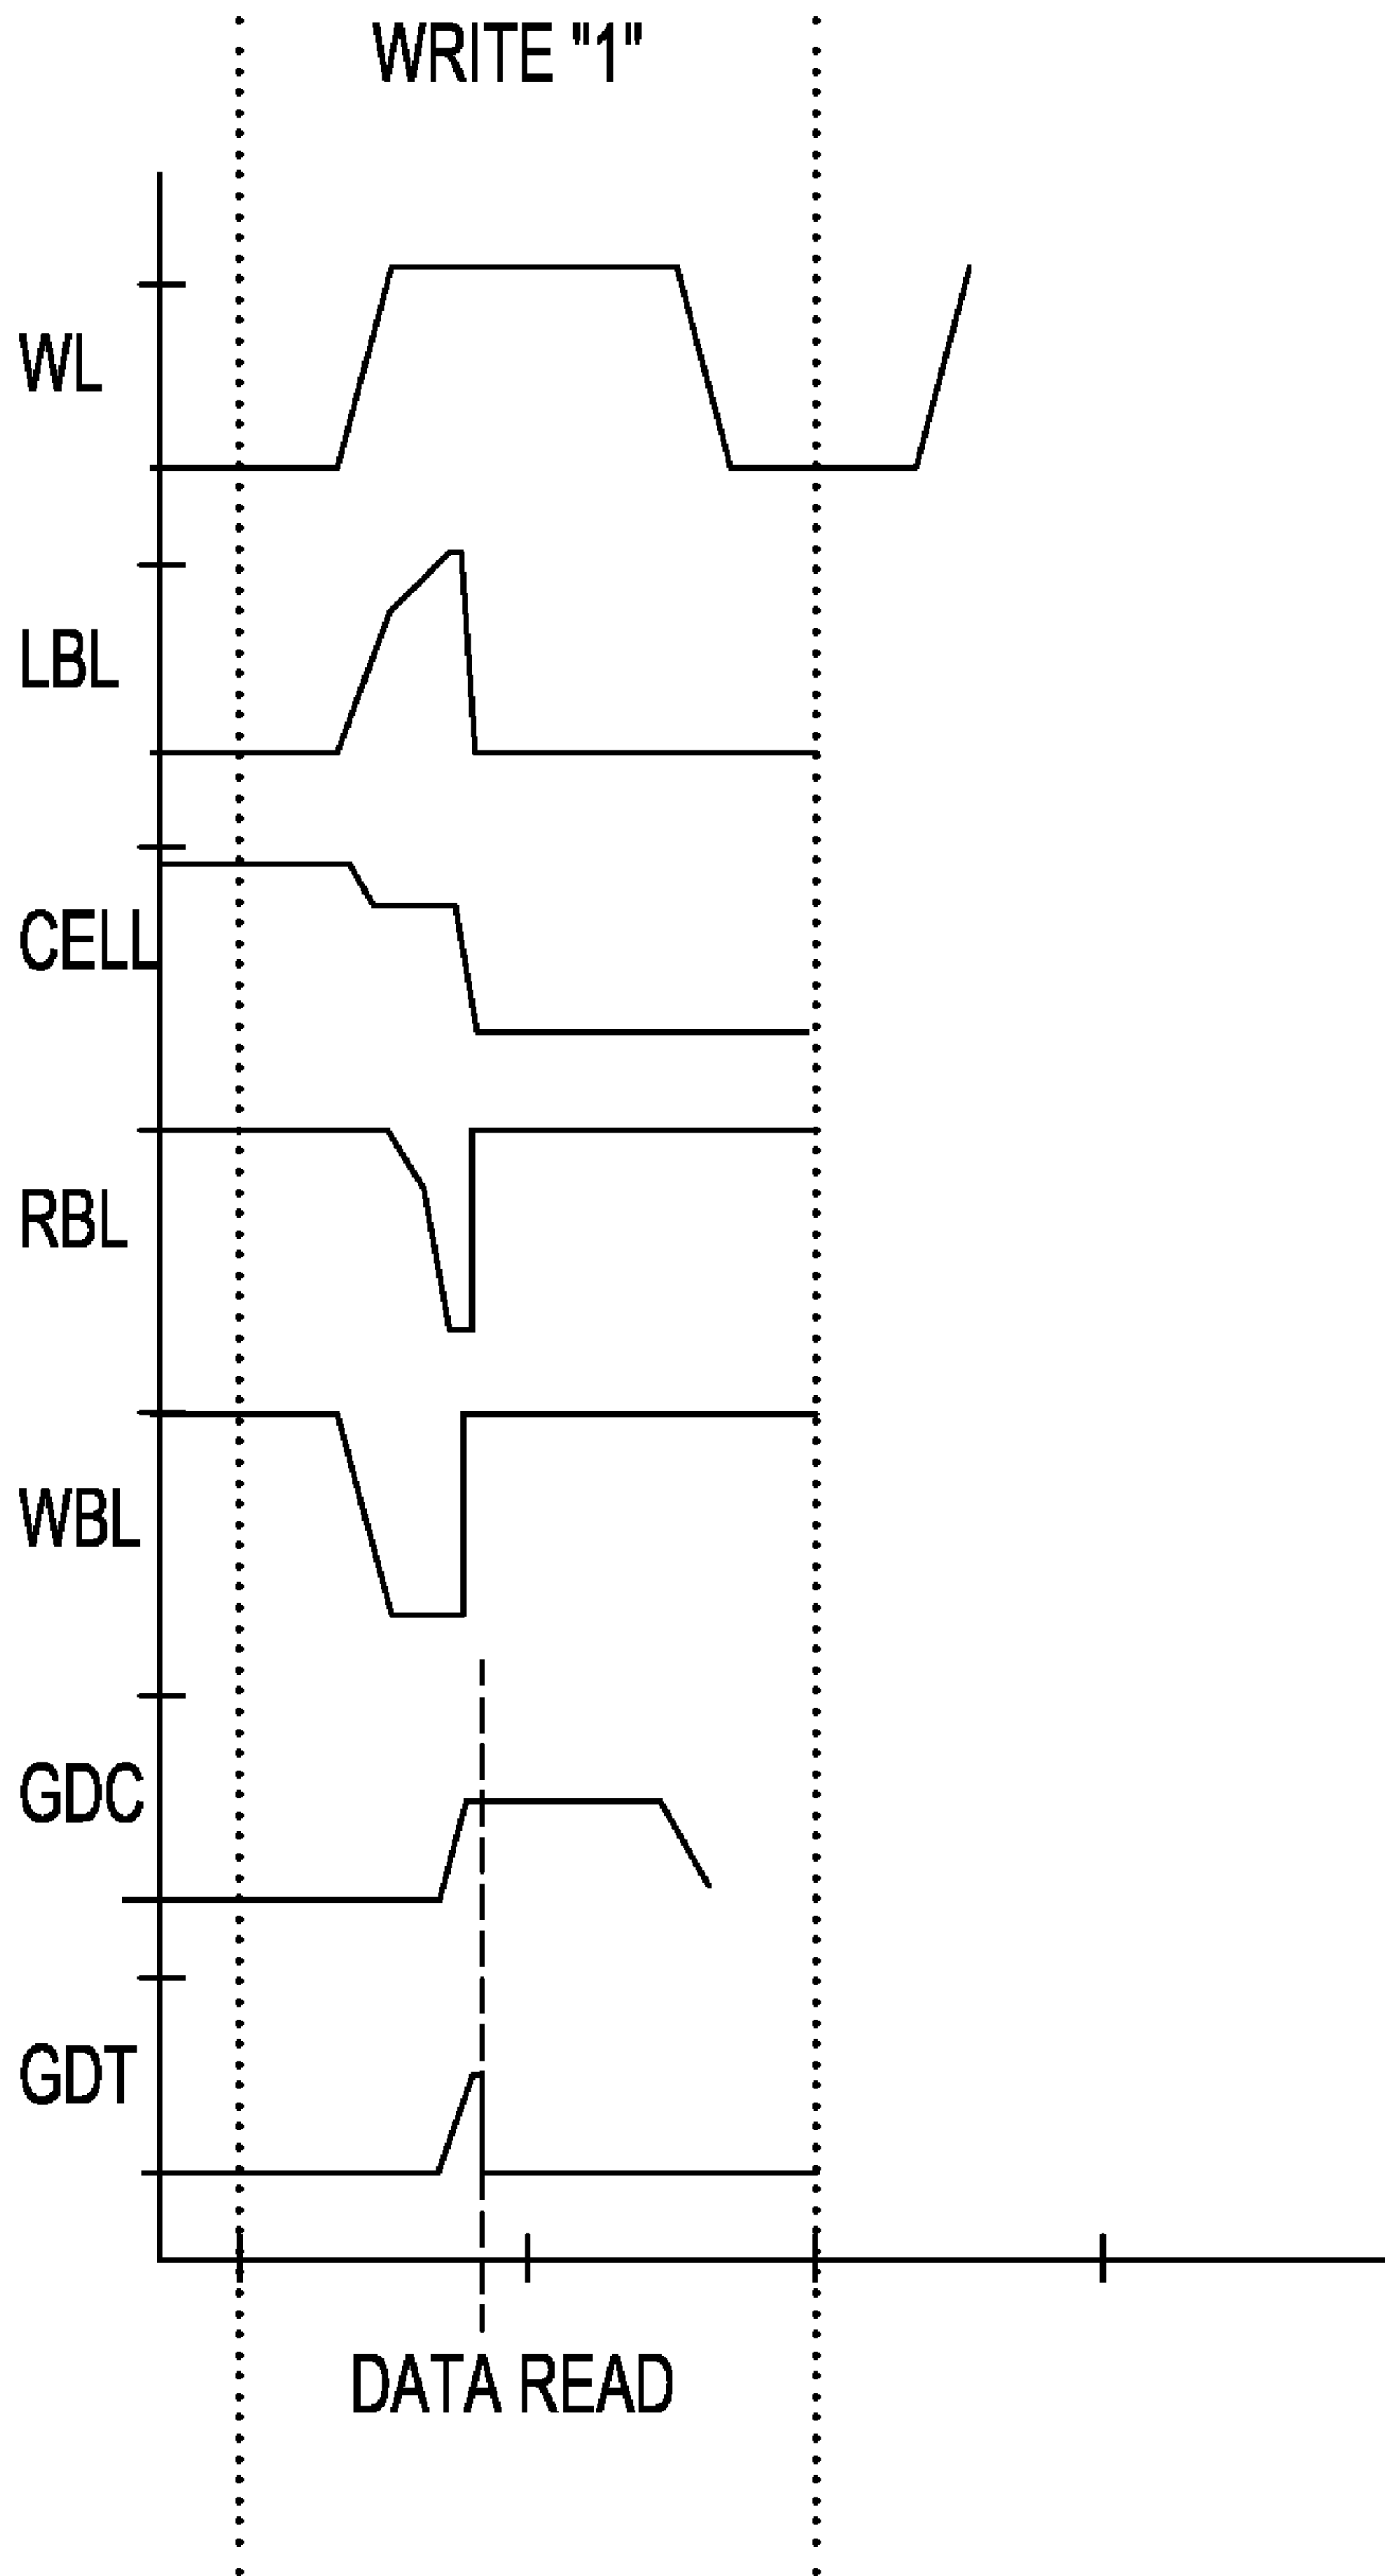 WRITE "1"
WL
LBL
CELL
RBL
WBL
GDC
GDT
DATA READ